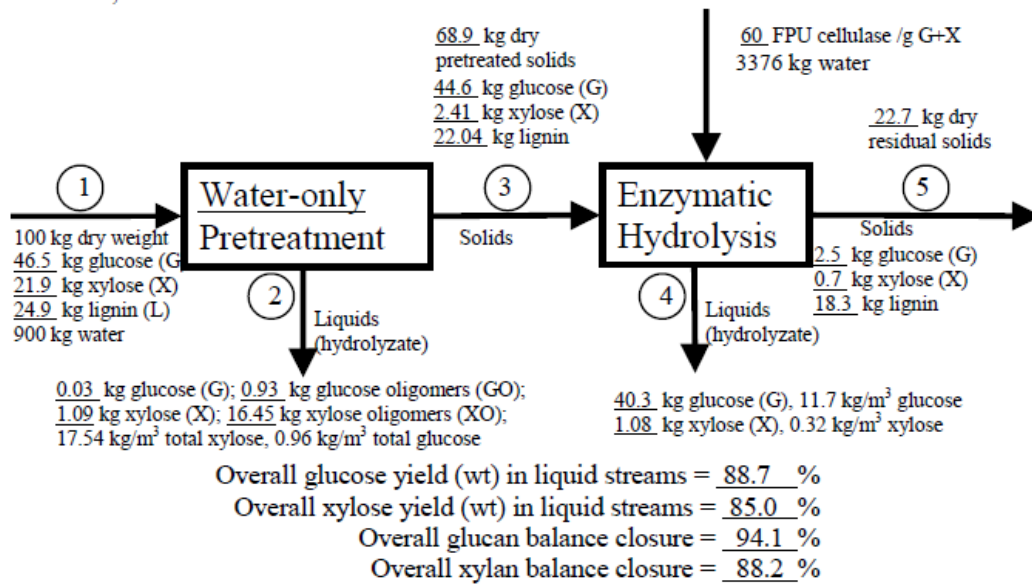 68.9 kg dry
pretreated solids
44.6 kg glucose (G)
2.41 kg xylose (X)
22.04 kg lignin
60 FPU cellulase /g G+X
3376 kg water
22.7 kg dry
residual solids
1
Water-only
Pretreatment
3
Solids
Enzymatic
Hydrolysis
5
Solids
100 kg dry weight
46.5 kg glucose (G
21.9 kg xylose (X)
24.9 kg lignin (L)
900 kg water
2
Liquids
(hydrolyzate)
4
Liquids
(hydrolyzate)
2.5 kg glucose (G)
0.7 kg xylose (X)
18.3 kg lignin
0.03 kg glucose (G); 0.93 kg glucose oligomers (GO);
1.09 kg xylose (X); 16.45 kg xylose oligomers (XO);
17.54 kg/m³ total xylose, 0.96 kg/m³ total glucose
40.3 kg glucose (G), 11.7 kg/m³ glucose
1.08 kg xylose (X), 0.32 kg/m³ xylose
Overall glucose yield (wt) in liquid streams = 88.7 %
Overall xylose yield (wt) in liquid streams = 85.0 %
Overall glucan balance closure = 94.1 %
Overall xylan balance closure = 88.2 %